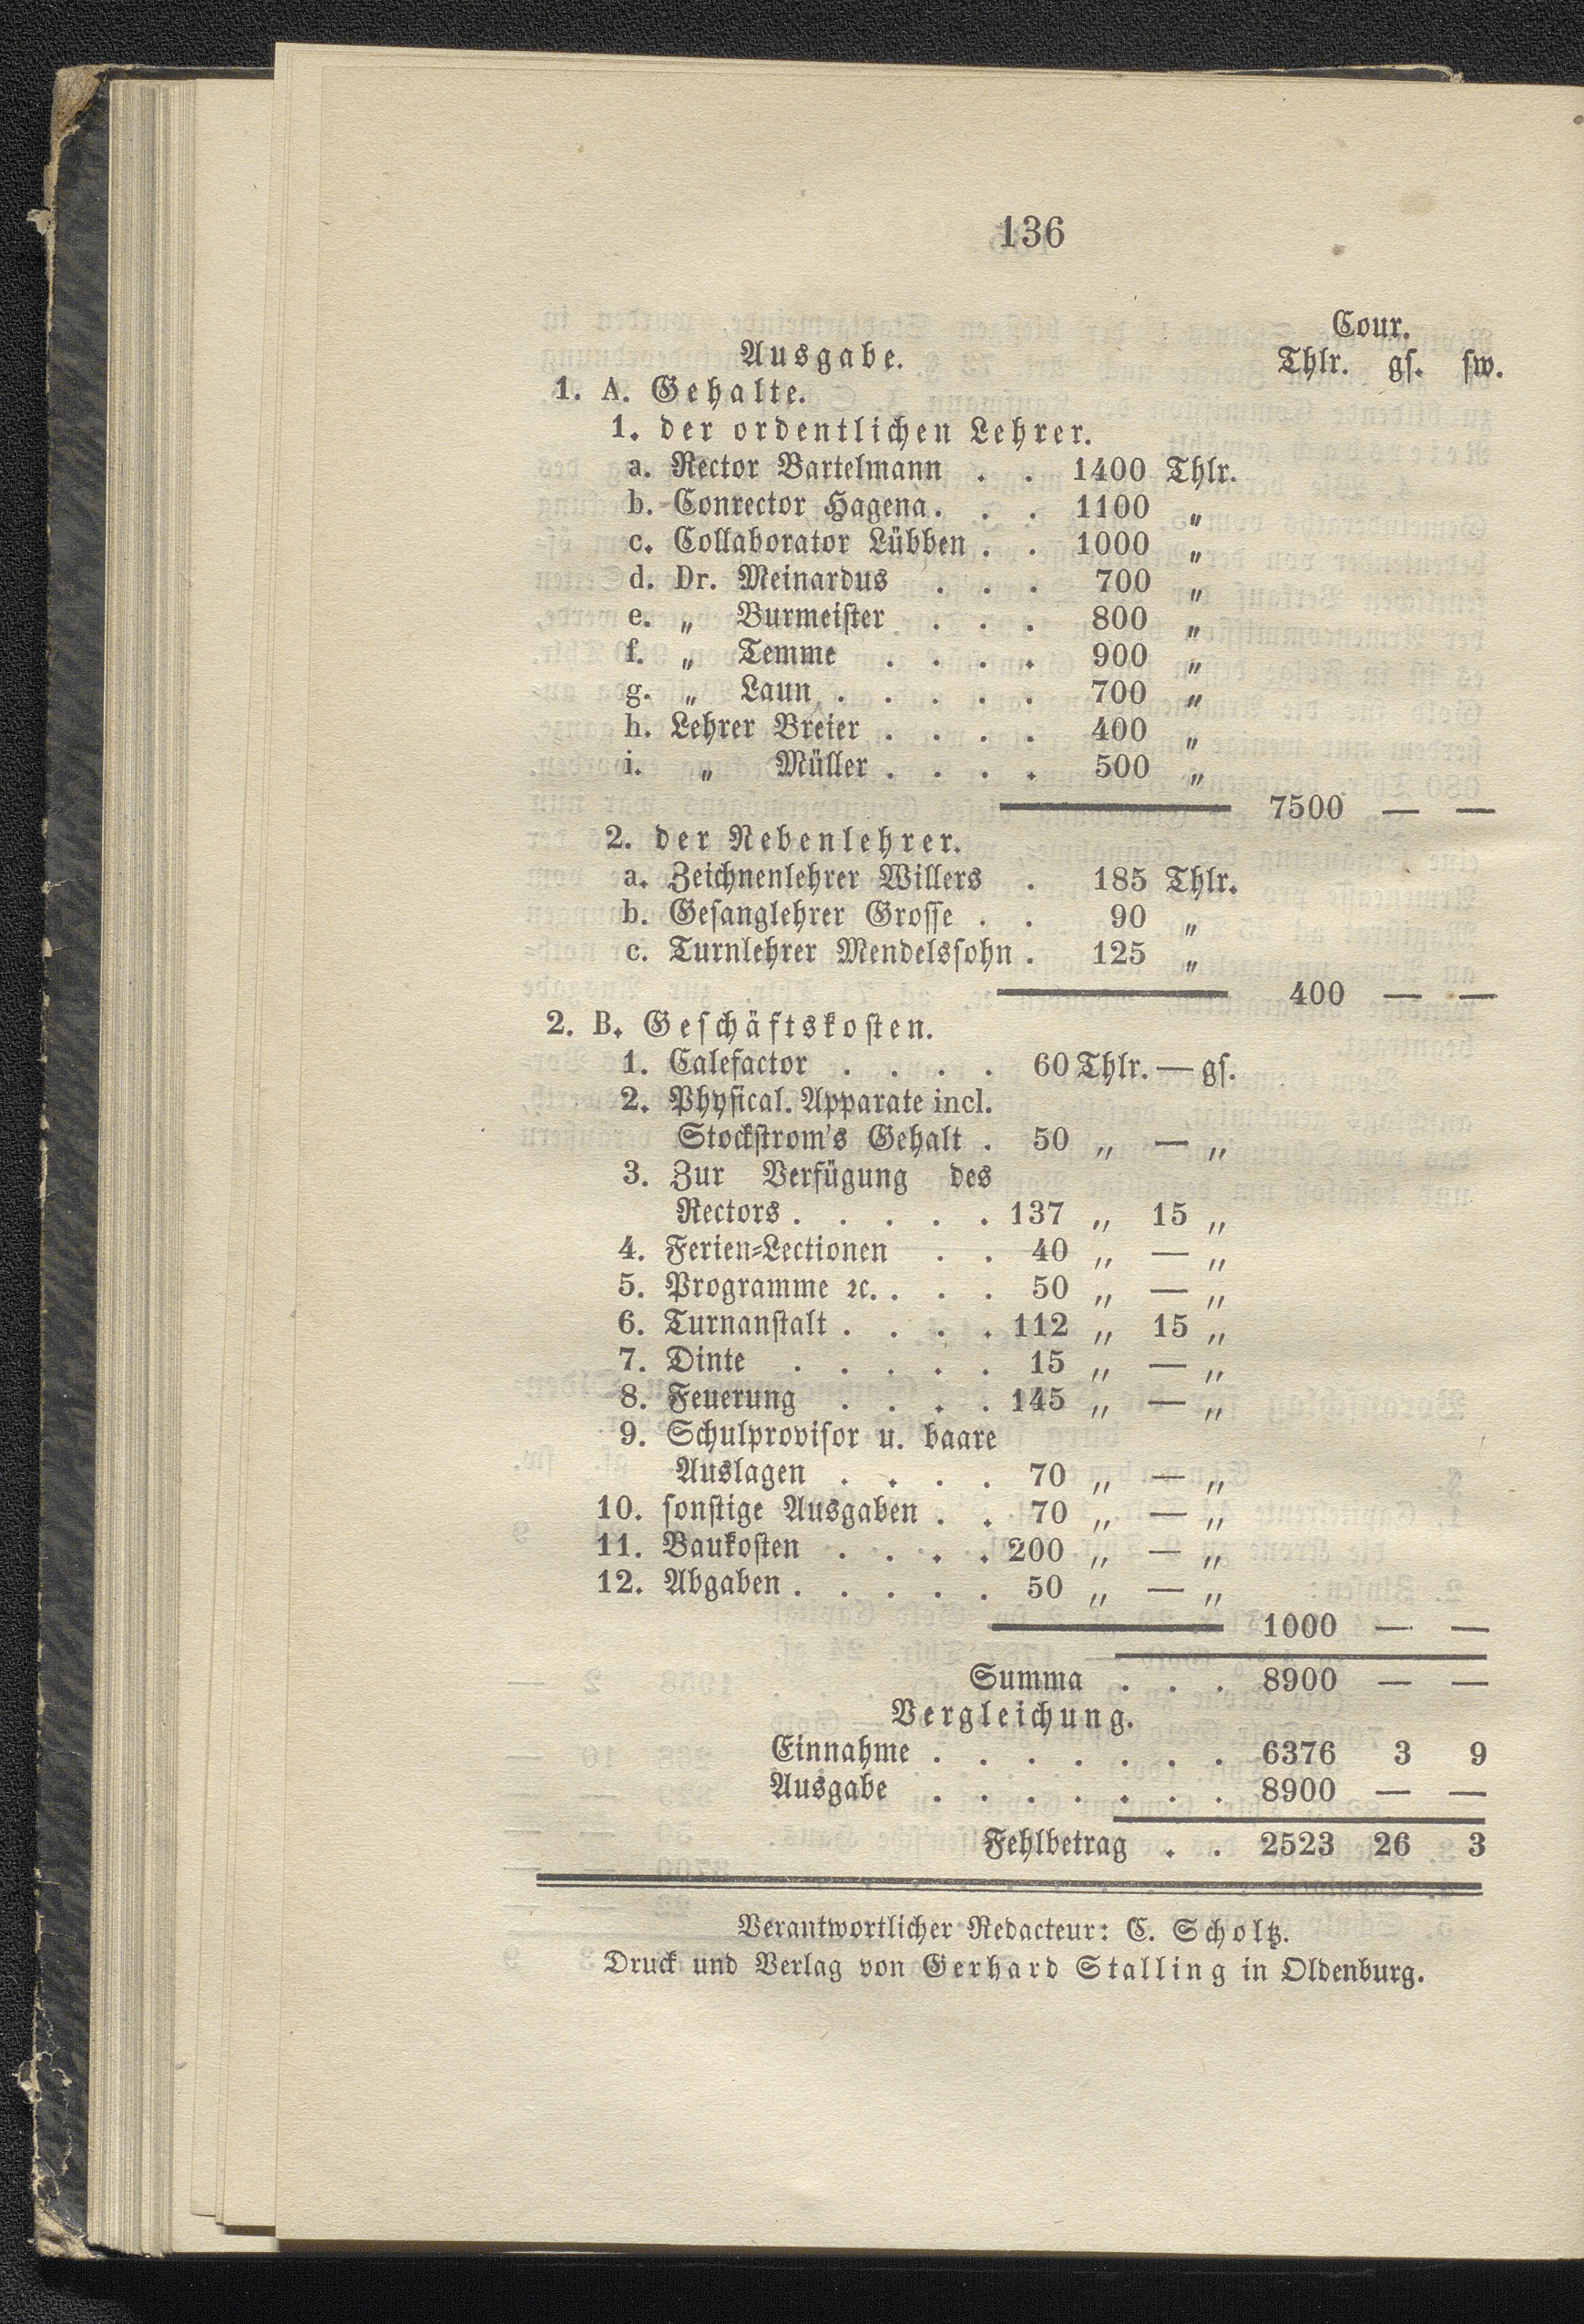 136
Cour.
Ausgabe. Thlr. gs. sw.
1. A. Gehalte.
1. der ordentlichen Lehrer.
a. Rector Bartelmann . . 1400 Thlr.
b. Conrector Hagena . . . 1100 „
c. Collaborator Lübben . . 1000 „
d. Dr. Meinardus . . . 700 „
e. „ Burmeister . . . 800 „
f. „ Temme . . . . 900 „
g. „ Laun . . . . . 700 „
h. Lehrer Breier . . . . 400 „
i. „ Müller . . . . 500 „
7500 — —
2. der Nebenlehrer.
a. Zeichnenlehrer Willers . 185 Thlr.
b. Gesanglehrer Grosse . . 90 „
c. Turnlehrer Mendelssohn . 125 „
400 — —
2. B. Geschäftskosten.
1. Calefactor . . . . 60 Thlr. — gs.
2. Physical. Apparate incl.
Stockstrom's Gehalt . 50 „ — „
3. Zur Verfügung des
Rectors . . . . . 137 „ 15 „
4. Ferien-Lectionen . . 40 „ — „
5. Programme ꝛc. . . . 50 „ — „
6. Turnanstalt . . . . 112 „ 15 „
7. Dinte . . . . . 15 „ — „
8. Feuerung . . . . 145 „ — „
9. Schulprovisor u. baare
Auslagen . . . . 70 „ — „
10. sonstige Ausgaben . . 70 „ — „
11. Baukosten . . . . 200 „ — „
12. Abgaben . . . . . 50 „ — „
1000 — —
Summa . . . 8900 — —
Vergleichung.
Einnahme . . . . . . . 6376 3 9
Ausgabe . . . . . . . 8900 — —
Fehlbetrag . . 2523 26 3
Verantwortlicher Redacteur: C. Scholtz.
Druck und Verlag von Gerhard Stalling in Oldenburg.